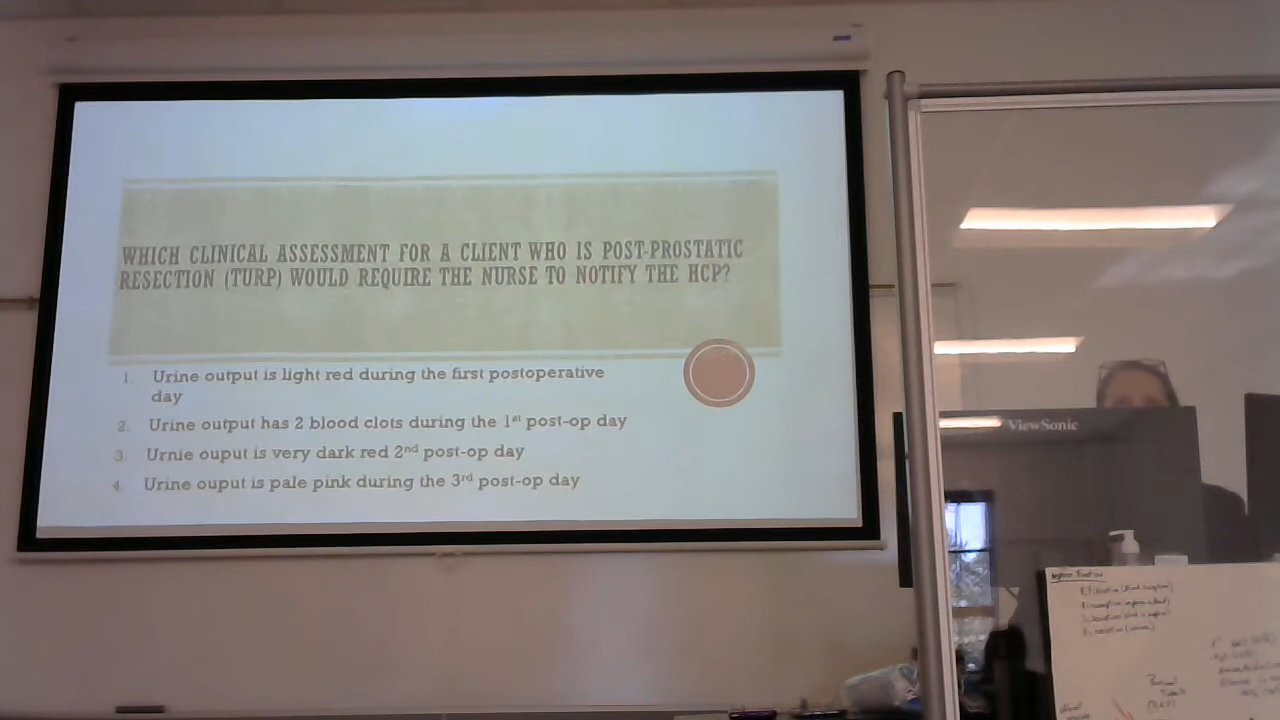 WHICH CLINICAL ASSESSMENT FOR A CLIENT WHO IS POST-PROSTATIC
RESECTION (TURP) WOULD REQUIRE THE NURSE TO NOTIFY THE HCP?
1. Urine output is light red during the first postoperative
day
2. Urine output has 2 blood clots during the 1st post-op day
3. Urnie ouput is very dark red 2nd post-op day
4. Urine ouput is pale pink during the 3rd post-op day
ViewSonic